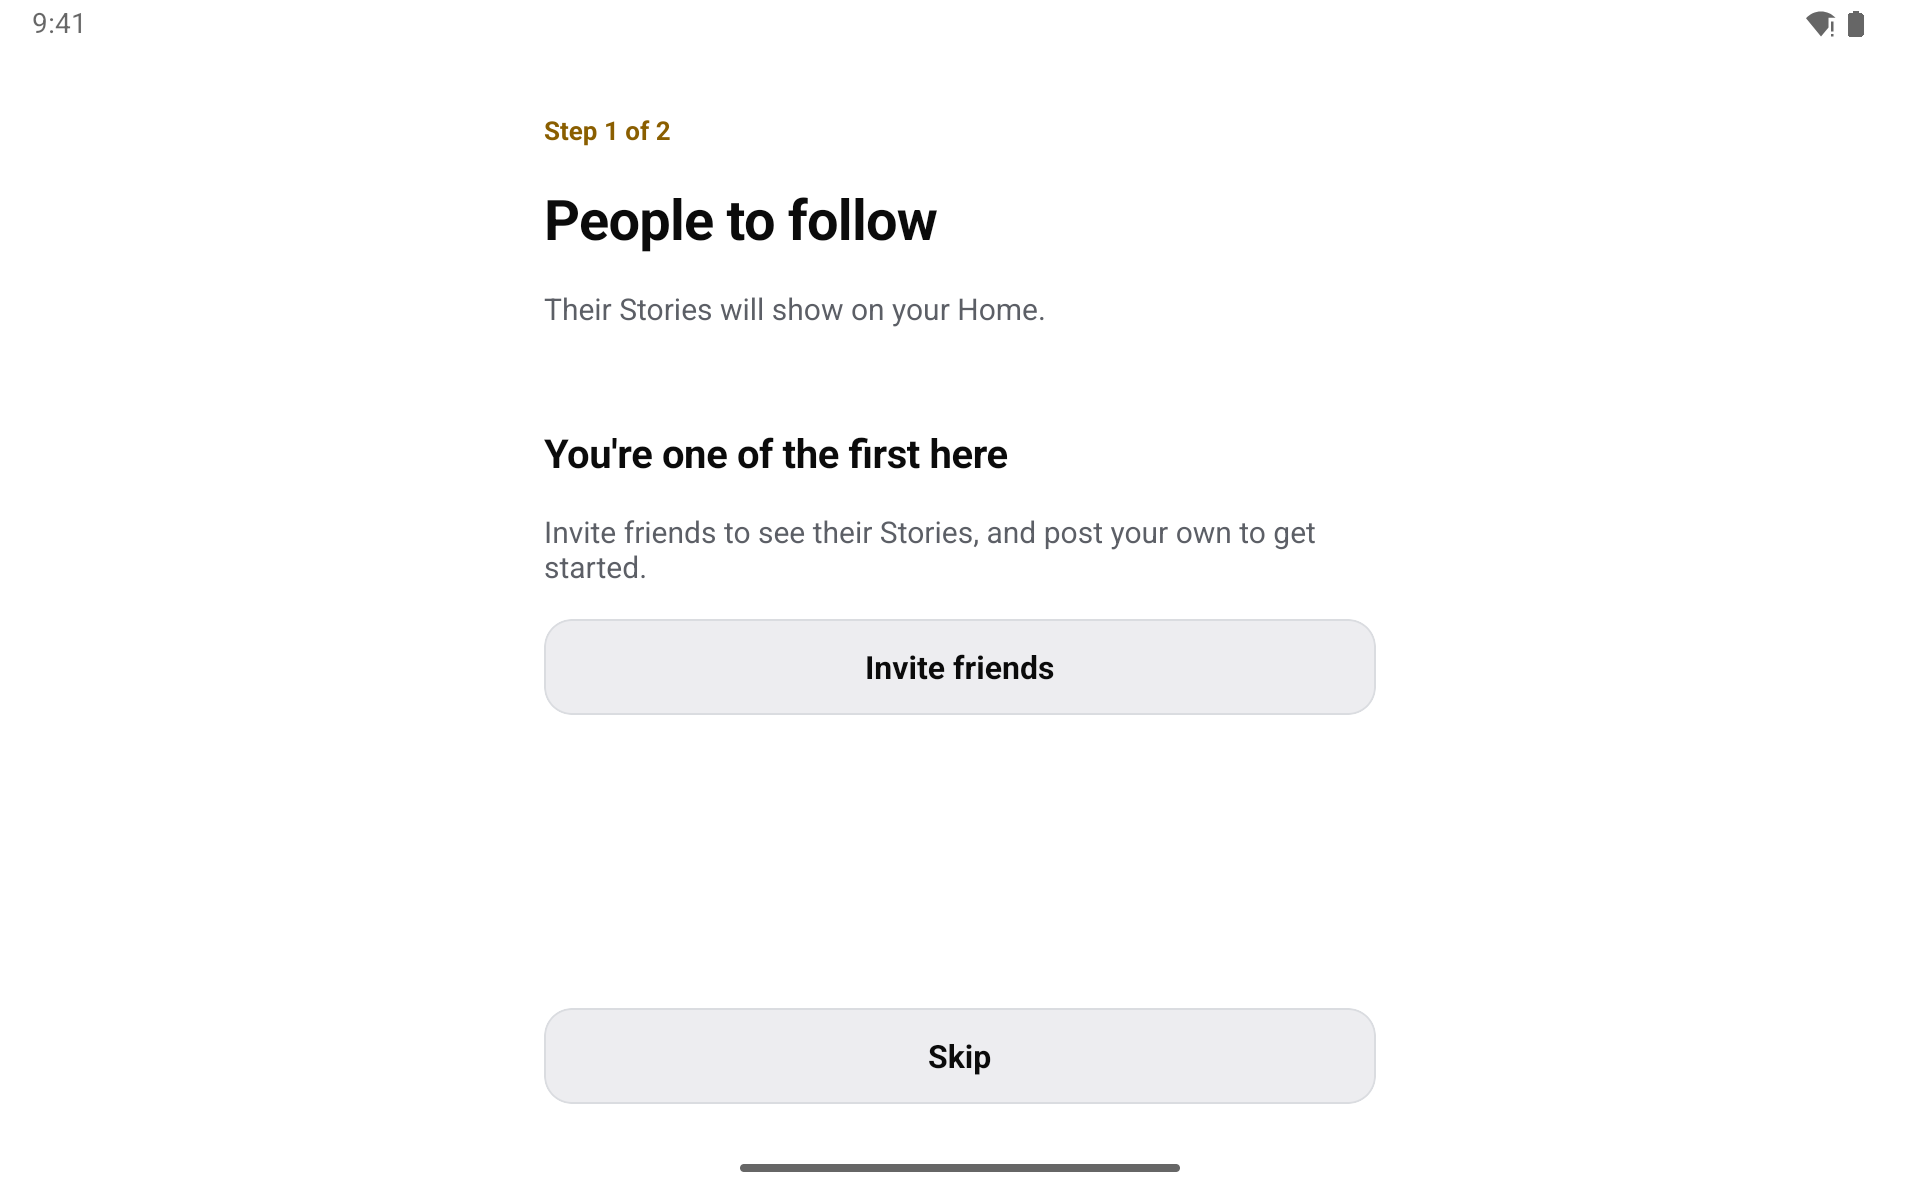 9:41
Step 1 of 2
People to follow
Their Stories will show on your Home.
You're one of the first here
Invite friends to see their Stories, and post your own to get
started.
Invite friends
Skip